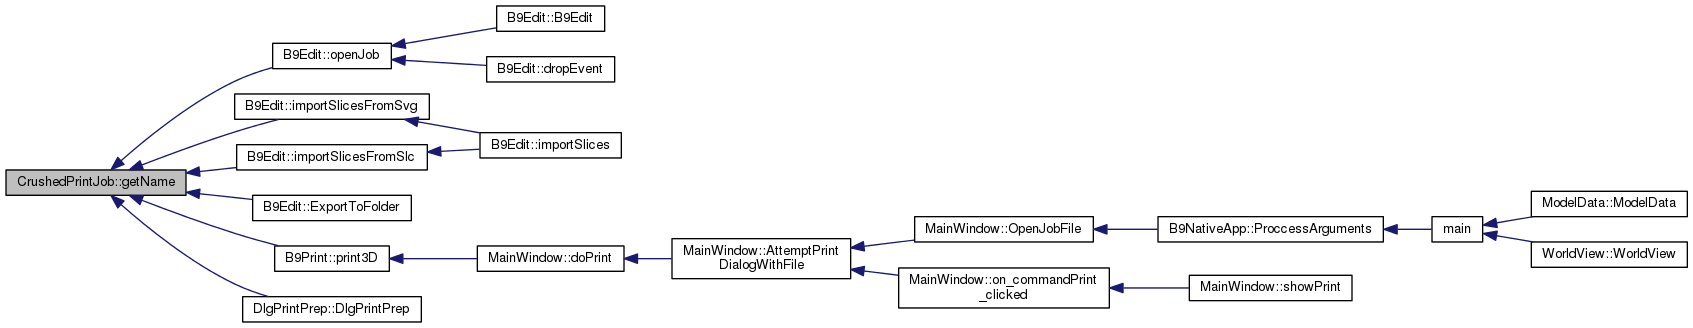 B9Edit::B9Edit
B9Edit::openJob
B9Edit::dropEvent
B9Edit::importSlicesFromSvg
B9Edit::importSlices
B9Edit::importSlicesFromSlc
CrushedPrintJob::getName
B9Edit::ExportToFolder
B9Print::print3D
MainWindow::doPrint
MainWindow::AttemptPrint
DialogWithFile
MainWindow::OpenJobFile
B9NativeApp::ProccessArguments
main
ModelData::ModelData
WorldView::WorldView
MainWindow::on_commandPrint
_clicked
MainWindow::showPrint
DlgPrintPrep::DlgPrintPrep